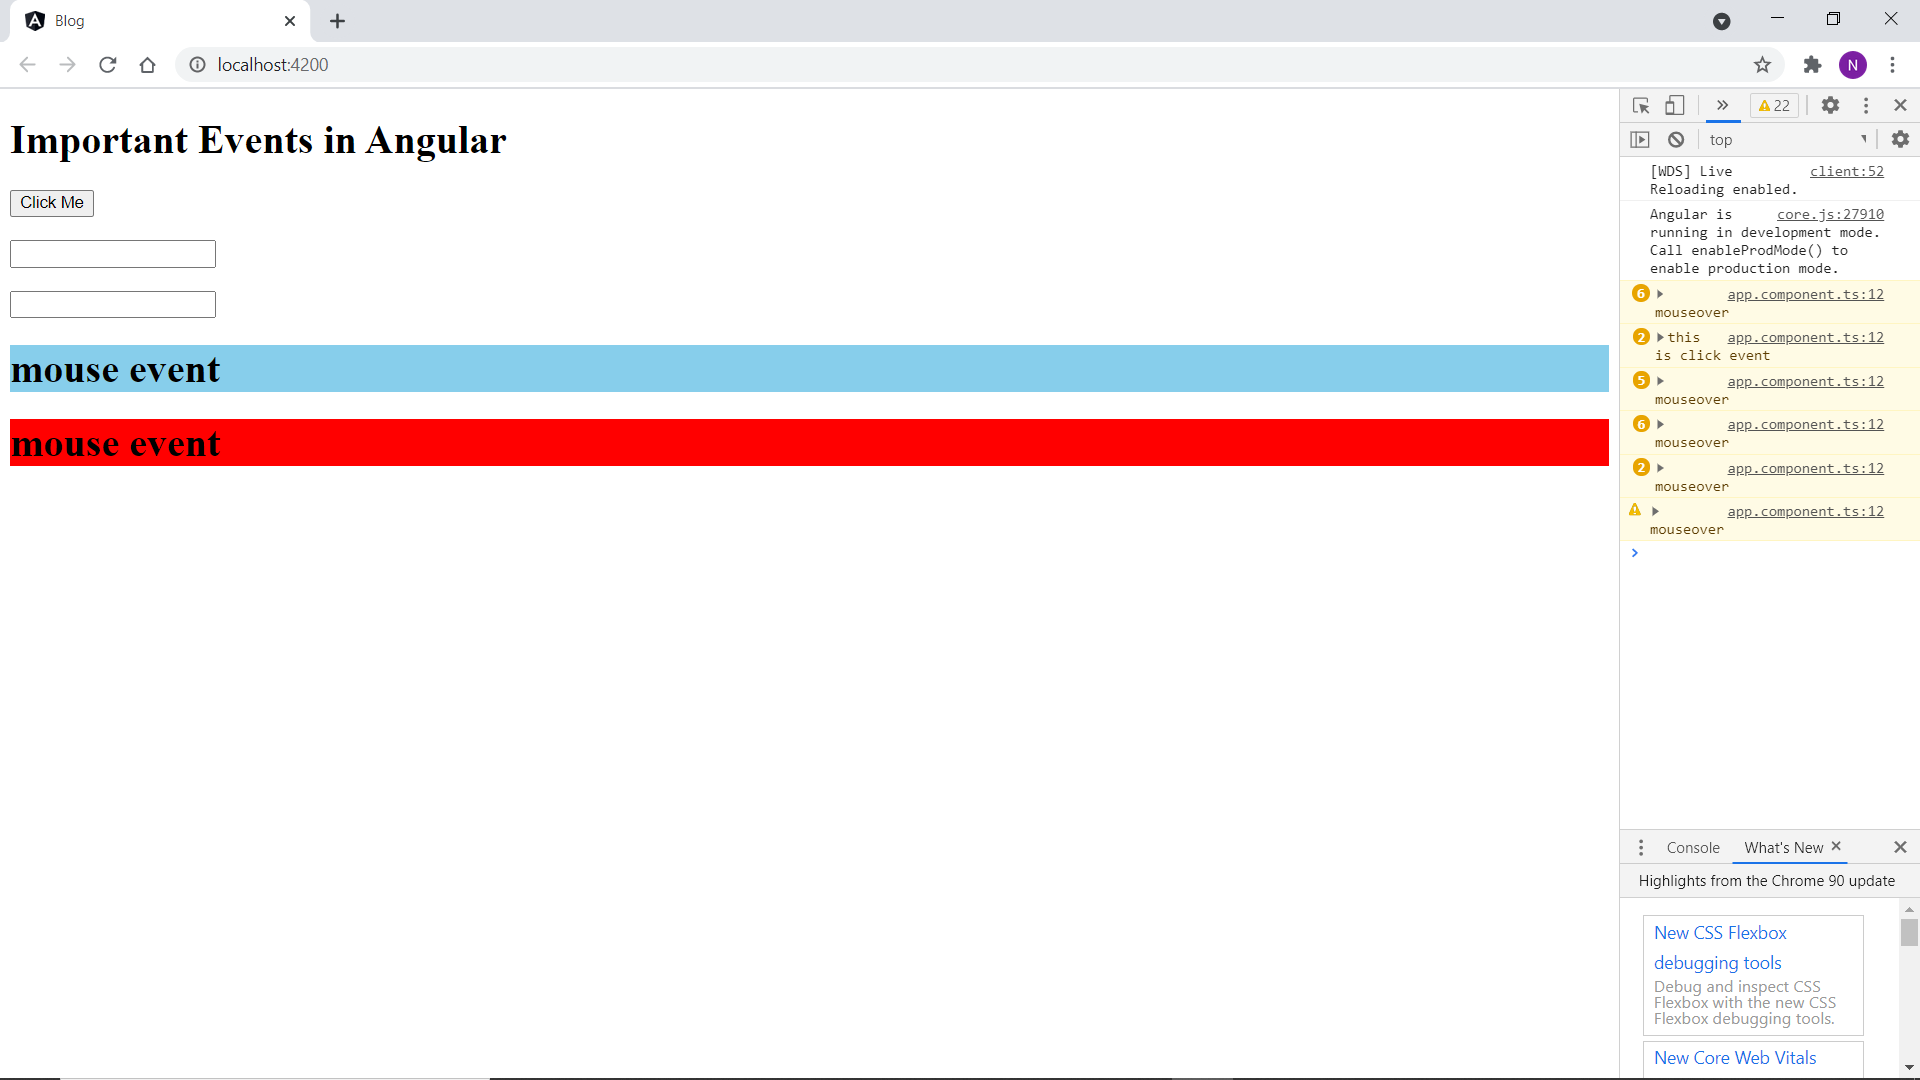 Blog
localhost:4200
N
Important Events in Angular
Click Me
mouse event
mouse event
22
top
[WDS] Live client:52
Reloading enabled.
Angular is core.js:27910
running in development mode.
Call enableProdMode() to
enable production mode.
6 app.component.ts:12
mouseover
2 this app.component.ts:12
is click event
5 app.component.ts:12
mouseover
6 app.component.ts:12
mouseover
2 app.component.ts:12
mouseover
app.component.ts:12
mouseover
Console What's New
Highlights from the Chrome 90 update
New CSS Flexbox
debugging tools
Debug and inspect CSS
Flexbox with the new CSS
Flexbox debugging tools.
New Core Web Vitals